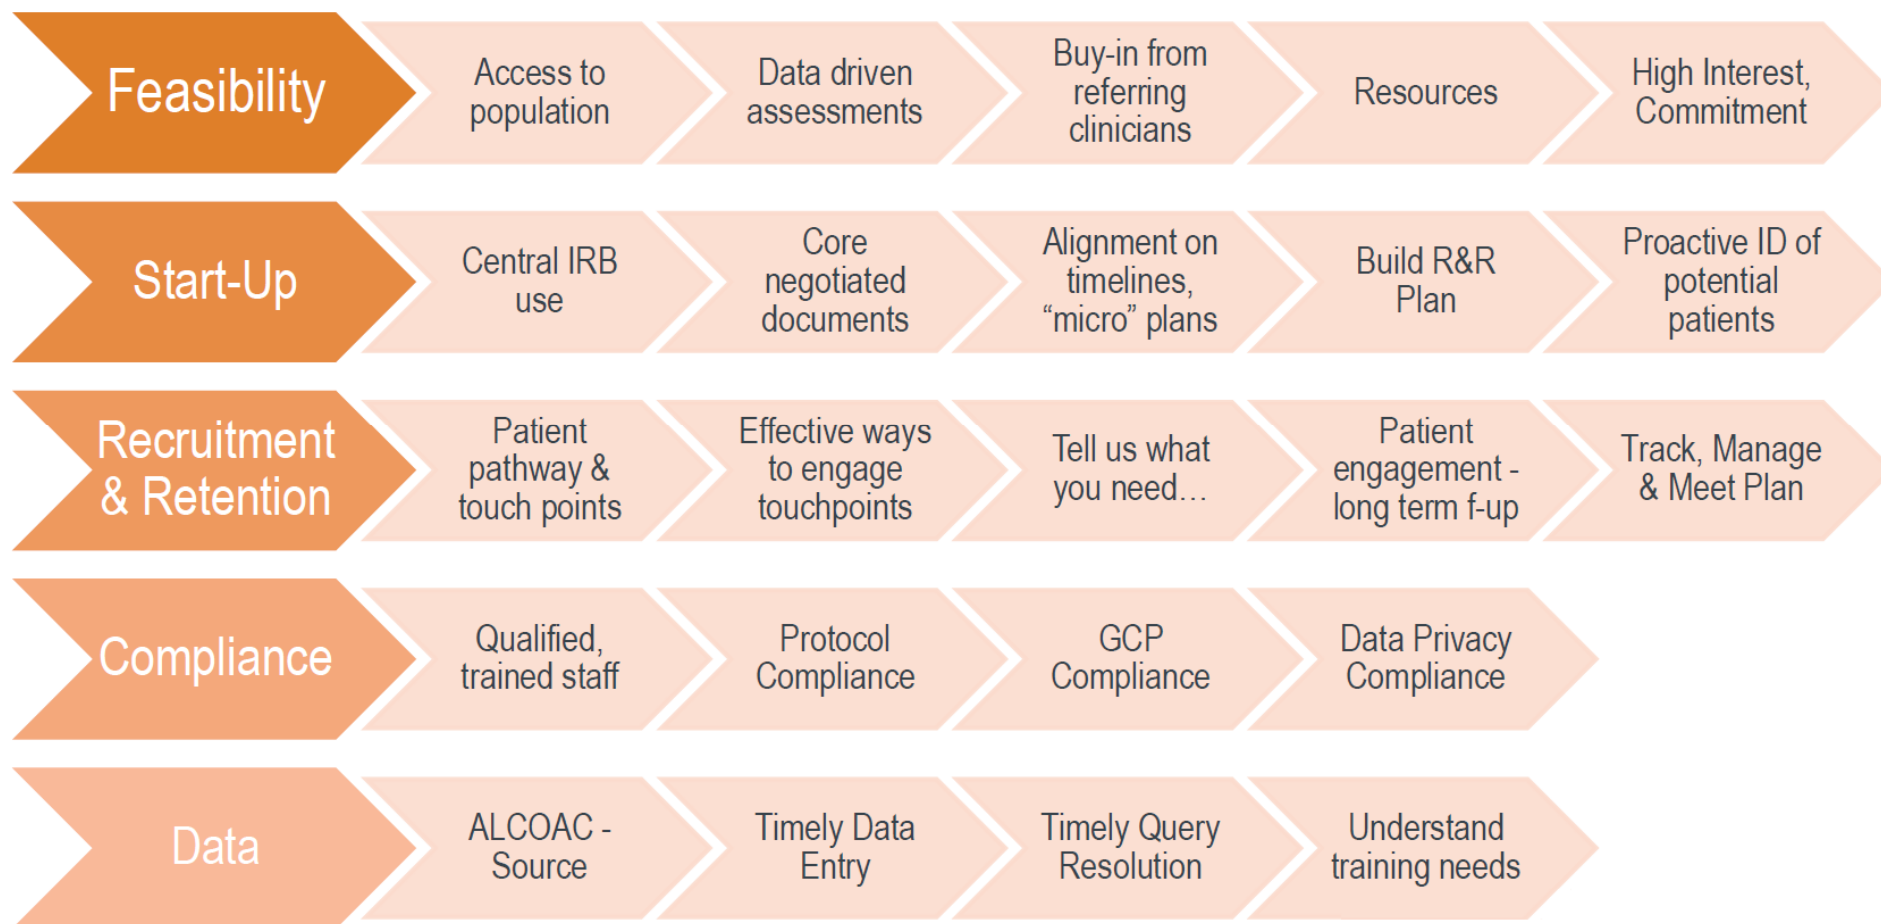 Feasibility
Access to
population
Data driven
assessments
Buy-in from
referring
clinicians
Resources
High Interest,
Commitment
Start-Up
Central IRB
use
Core
negotiated
documents
Alignment on
timelines,
“micro” plans
Build R&R
Plan
Proactive ID of
potential
patients
Recruitment
& Retention
Patient
pathway &
touch points
Effective ways
to engage
touchpoints
Tell us what
you need…
Patient
engagement -
long term f-up
Track, Manage
& Meet Plan
Compliance
Qualified,
trained staff
Protocol
Compliance
GCP
Compliance
Data Privacy
Compliance
Data
ALCOAC -
Source
Timely Data
Entry
Timely Query
Resolution
Understand
training needs